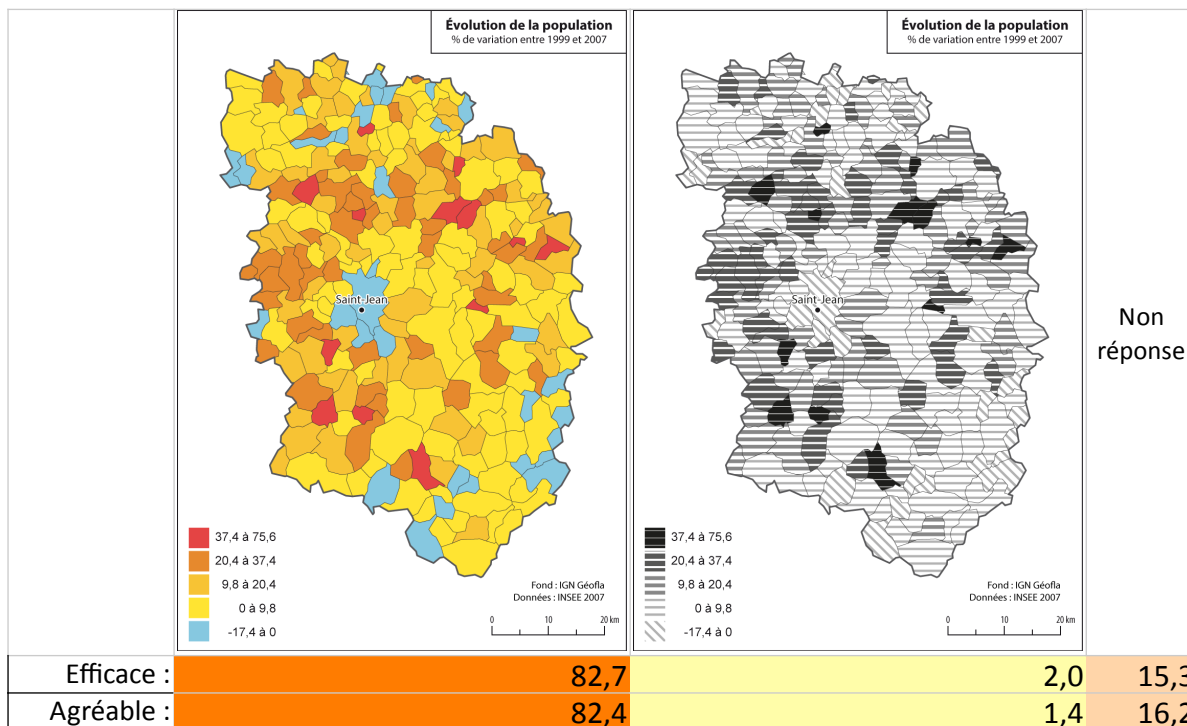 Évolution de la population
% de variation entre 1999 et 2007
Saint-Jean
37,4 à 75,6
20,4 à 37,4
9,8 à 20,4
0 à 9,8
-17,4 à 0
Fond : IGN Géofla
Données : INSEE 2007
0 10 20 km
Évolution de la population
% de variation entre 1999 et 2007
Saint-Jean
37,4 à 75,6
20,4 à 37,4
9,8 à 20,4
0 à 9,8
-17,4 à 0
Fond : IGN Géofla
Données : INSEE 2007
0 10 20 km
Non
réponse
Efficace : 82,7 2,0 15,3
Agréable : 82,4 1,4 16,2